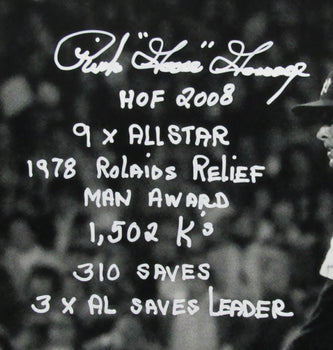 Rich "Goose" Gossage
HOF 2008
9 x ALLSTAR
1978 ROLAIDS RELIEF
MAN AWARD
1,502 K's
310 SAVES
3 x AL SAVES LEADER